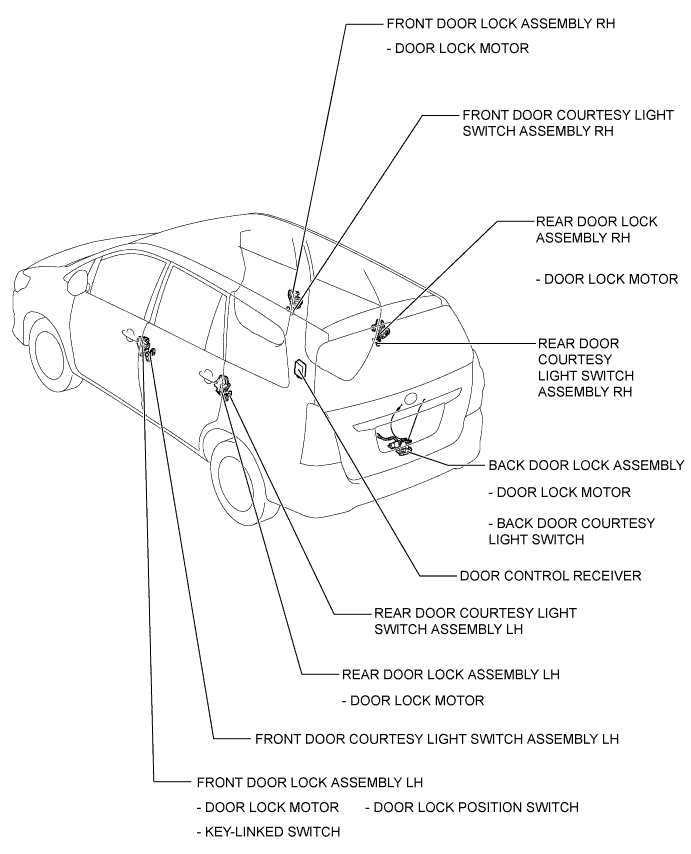 FRONT DOOR LOCK ASSEMBLY RH
- DOOR LOCK MOTOR
FRONT DOOR COURTESY LIGHT
SWITCH ASSEMBLY RH
REAR DOOR LOCK
ASSEMBLY RH
- DOOR LOCK MOTOR
REAR DOOR
COURTESY
LIGHT SWITCH
ASSEMBLY RH
BACK DOOR LOCK ASSEMBLY
- DOOR LOCK MOTOR
- BACK DOOR COURTESY
LIGHT SWITCH
DOOR CONTROL RECEIVER
REAR DOOR COURTESY LIGHT
SWITCH ASSEMBLY LH
REAR DOOR LOCK ASSEMBLY LH
- DOOR LOCK MOTOR
FRONT DOOR COURTESY LIGHT SWITCH ASSEMBLY LH
FRONT DOOR LOCK ASSEMBLY LH
- DOOR LOCK MOTOR - DOOR LOCK POSITION SWITCH
- KEY-LINKED SWITCH